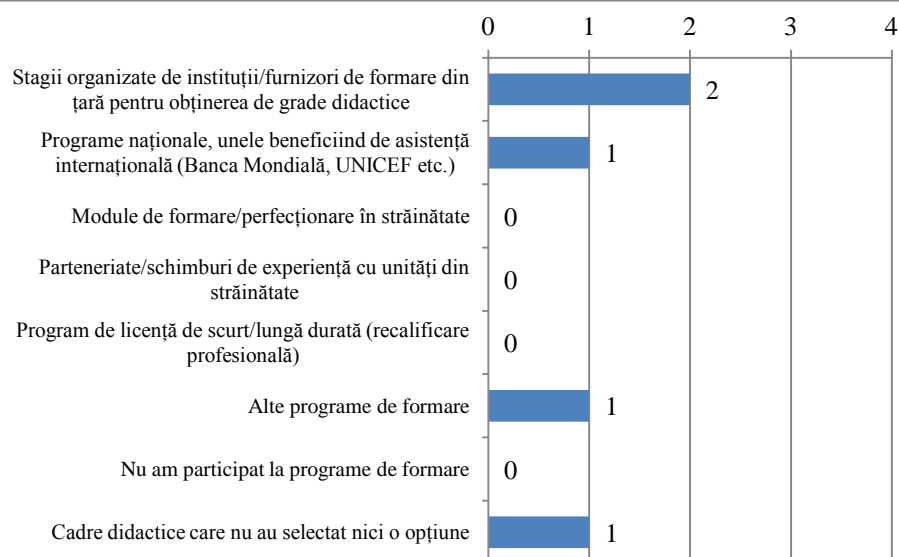 0 1 2 3 4
Stagii organizate de instituții/furnizori de formare din
țară pentru obținerea de grade didactice
2
Programe naționale, unele beneficiind de asistență
internațională (Banca Mondială, UNICEF etc.)
1
Module de formare/perfecționare în străinătate
0
Parteneriate/schimburi de experiență cu unități din
străinătate
0
Program de licență de scurt/lungă durată (recalificare
profesională)
0
Alte programe de formare
1
Nu am participat la programe de formare
0
Cadre didactice care nu au selectat nici o opțiune
1